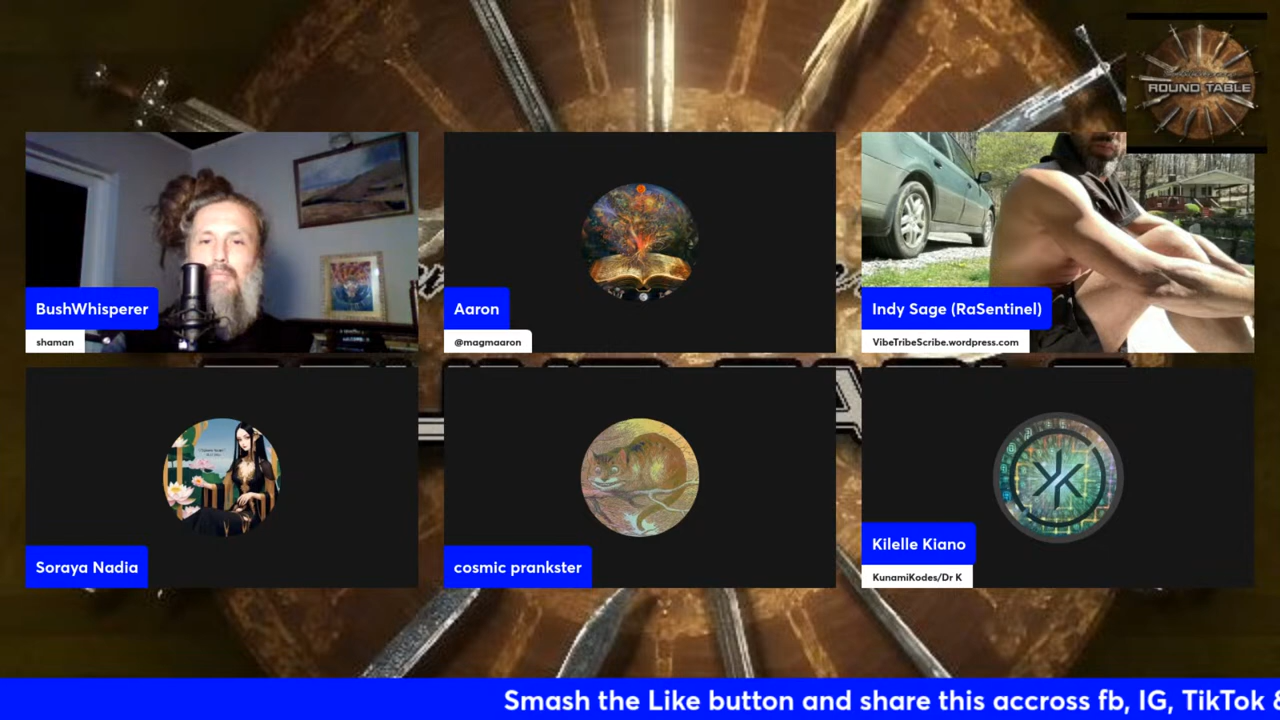 ROUND TABLE
BushWhisperer
shaman
Aaron
@magmaaron
Indy Sage (RaSentinel)
VibeTribeScribe.wordpress.com
Soraya Nadia
cosmic prankster
Kilelle Kiano
KunamiKodes/Dr K
Smash the Like button and share this accross fb, IG, TikTok &